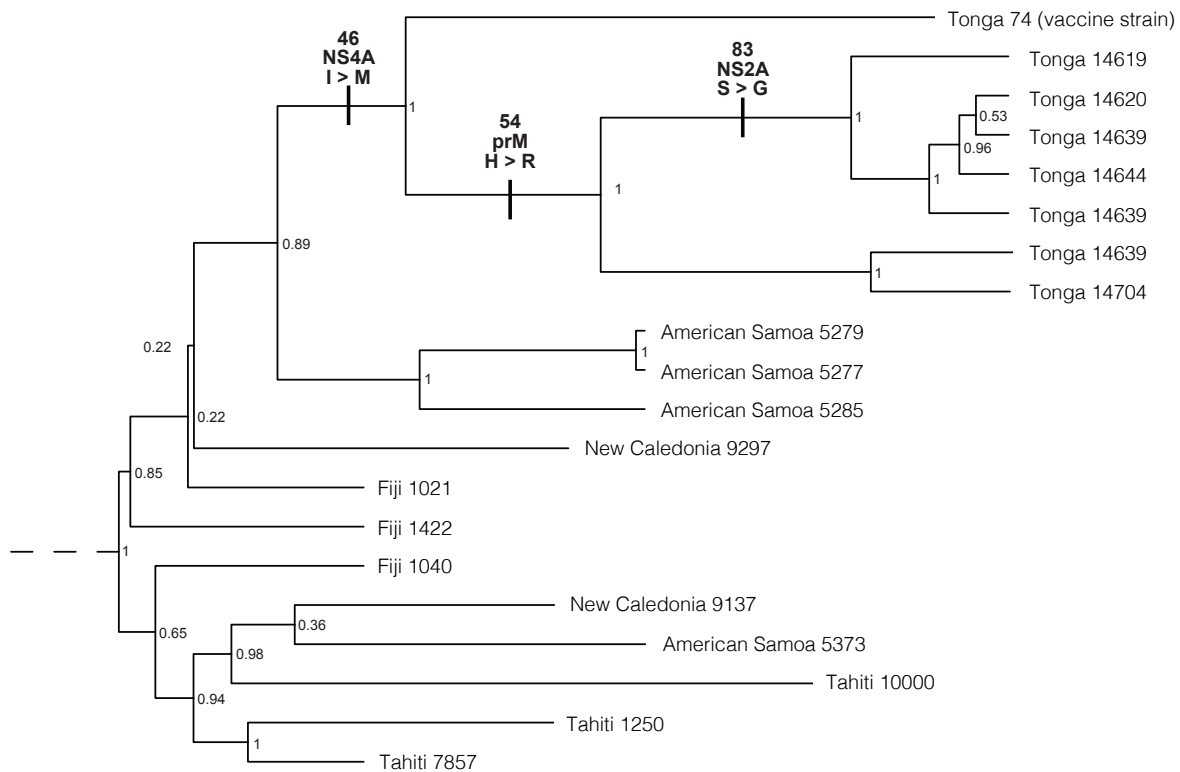 Tonga 74 (vaccine strain)
46
NS4A
I > M
1
83
NS2A
S > G
Tonga 14619
Tonga 14620
0.53
54
prM
H > R
1
Tonga 14639
0.96
Tonga 14644
1
1
Tonga 14639
0.89
Tonga 14639
1
Tonga 14704
0.22
American Samoa 5279
1
American Samoa 5277
1
American Samoa 5285
0.22
New Caledonia 9297
0.85
Fiji 1021
Fiji 1422
1
Fiji 1040
New Caledonia 9137
0.36
0.65
American Samoa 5373
0.98
Tahiti 10000
0.94
Tahiti 1250
1
Tahiti 7857